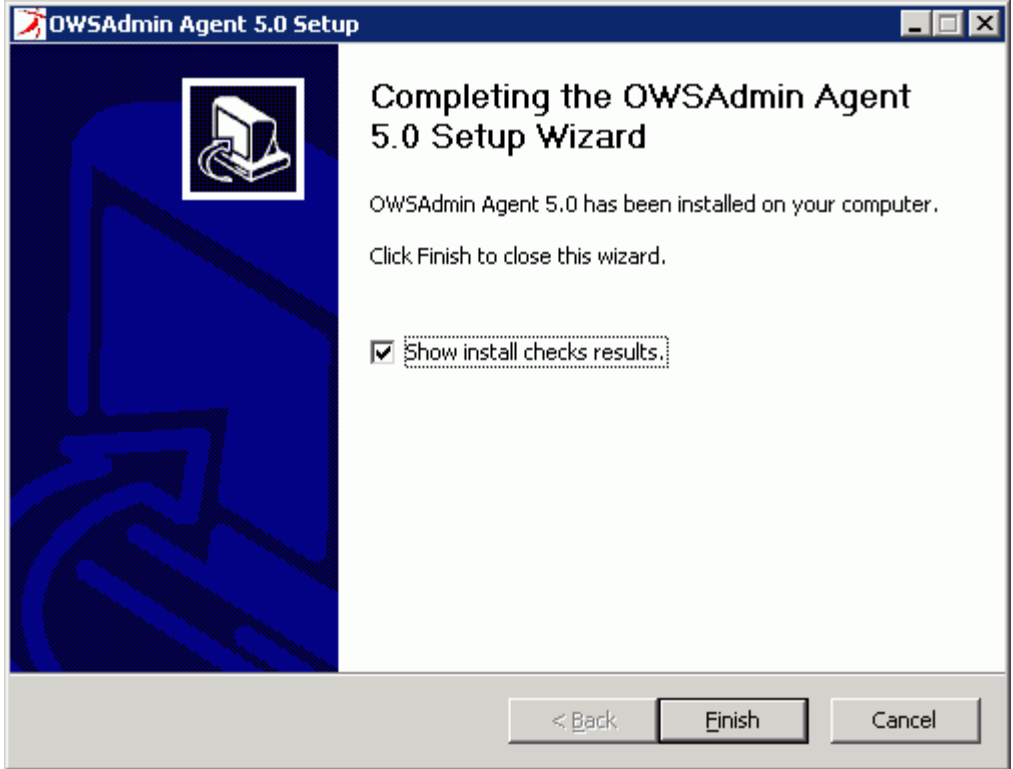 OWSAdmin Agent 5.0 Setup
Completing the OWSAdmin Agent
5.0 Setup Wizard
OWSAdmin Agent 5.0 has been installed on your computer.
Click Finish to close this wizard.
Show install checks results.
< Back
Finish
Cancel